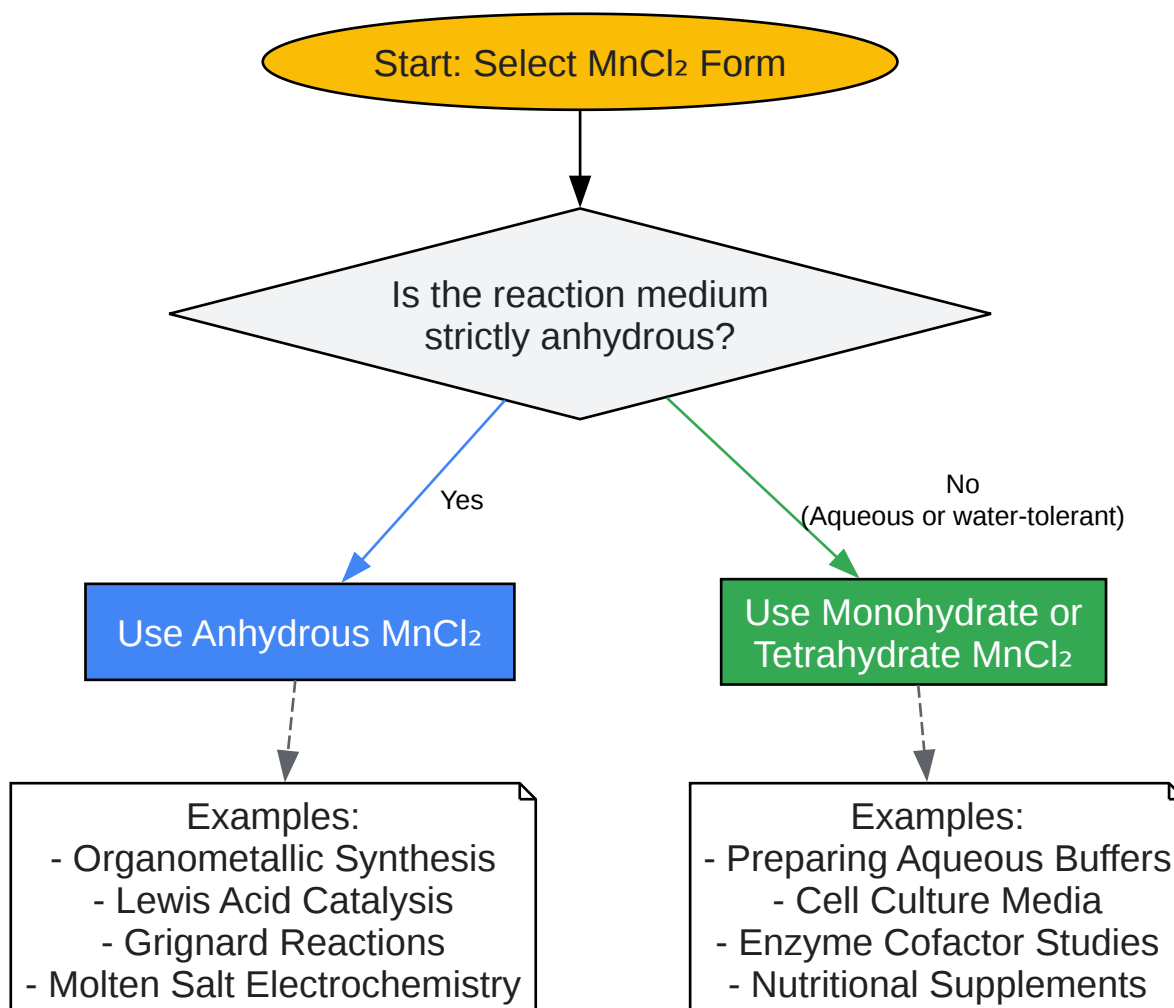 Start: Select MnCl₂ Form
Is the reaction medium
strictly anhydrous?
Yes
No
(Aqueous or water-tolerant)
Use Anhydrous MnCl₂
Use Monohydrate or
Tetrahydrate MnCl₂
Examples:
- Organometallic Synthesis
- Lewis Acid Catalysis
- Grignard Reactions
- Molten Salt Electrochemistry
Examples:
- Preparing Aqueous Buffers
- Cell Culture Media
- Enzyme Cofactor Studies
- Nutritional Supplements